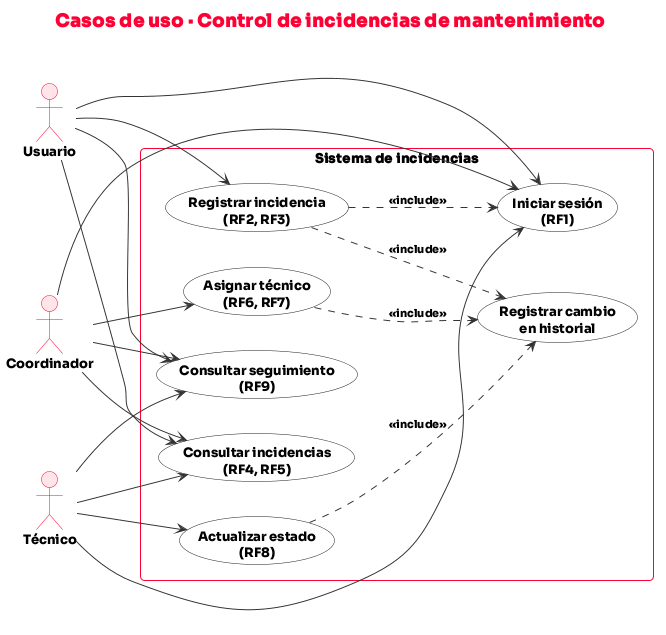 Casos de uso · Control de incidencias de mantenimiento
Usuario
Sistema de incidencias
Registrar incidencia
(RF2, RF3)
«include»
Iniciar sesión
(RF1)
«include»
Asignar técnico
(RF6, RF7)
«include»
Registrar cambio
en historial
Coordinador
Consultar seguimiento
(RF9)
«include»
Consultar incidencias
(RF4, RF5)
Técnico
Actualizar estado
(RF8)